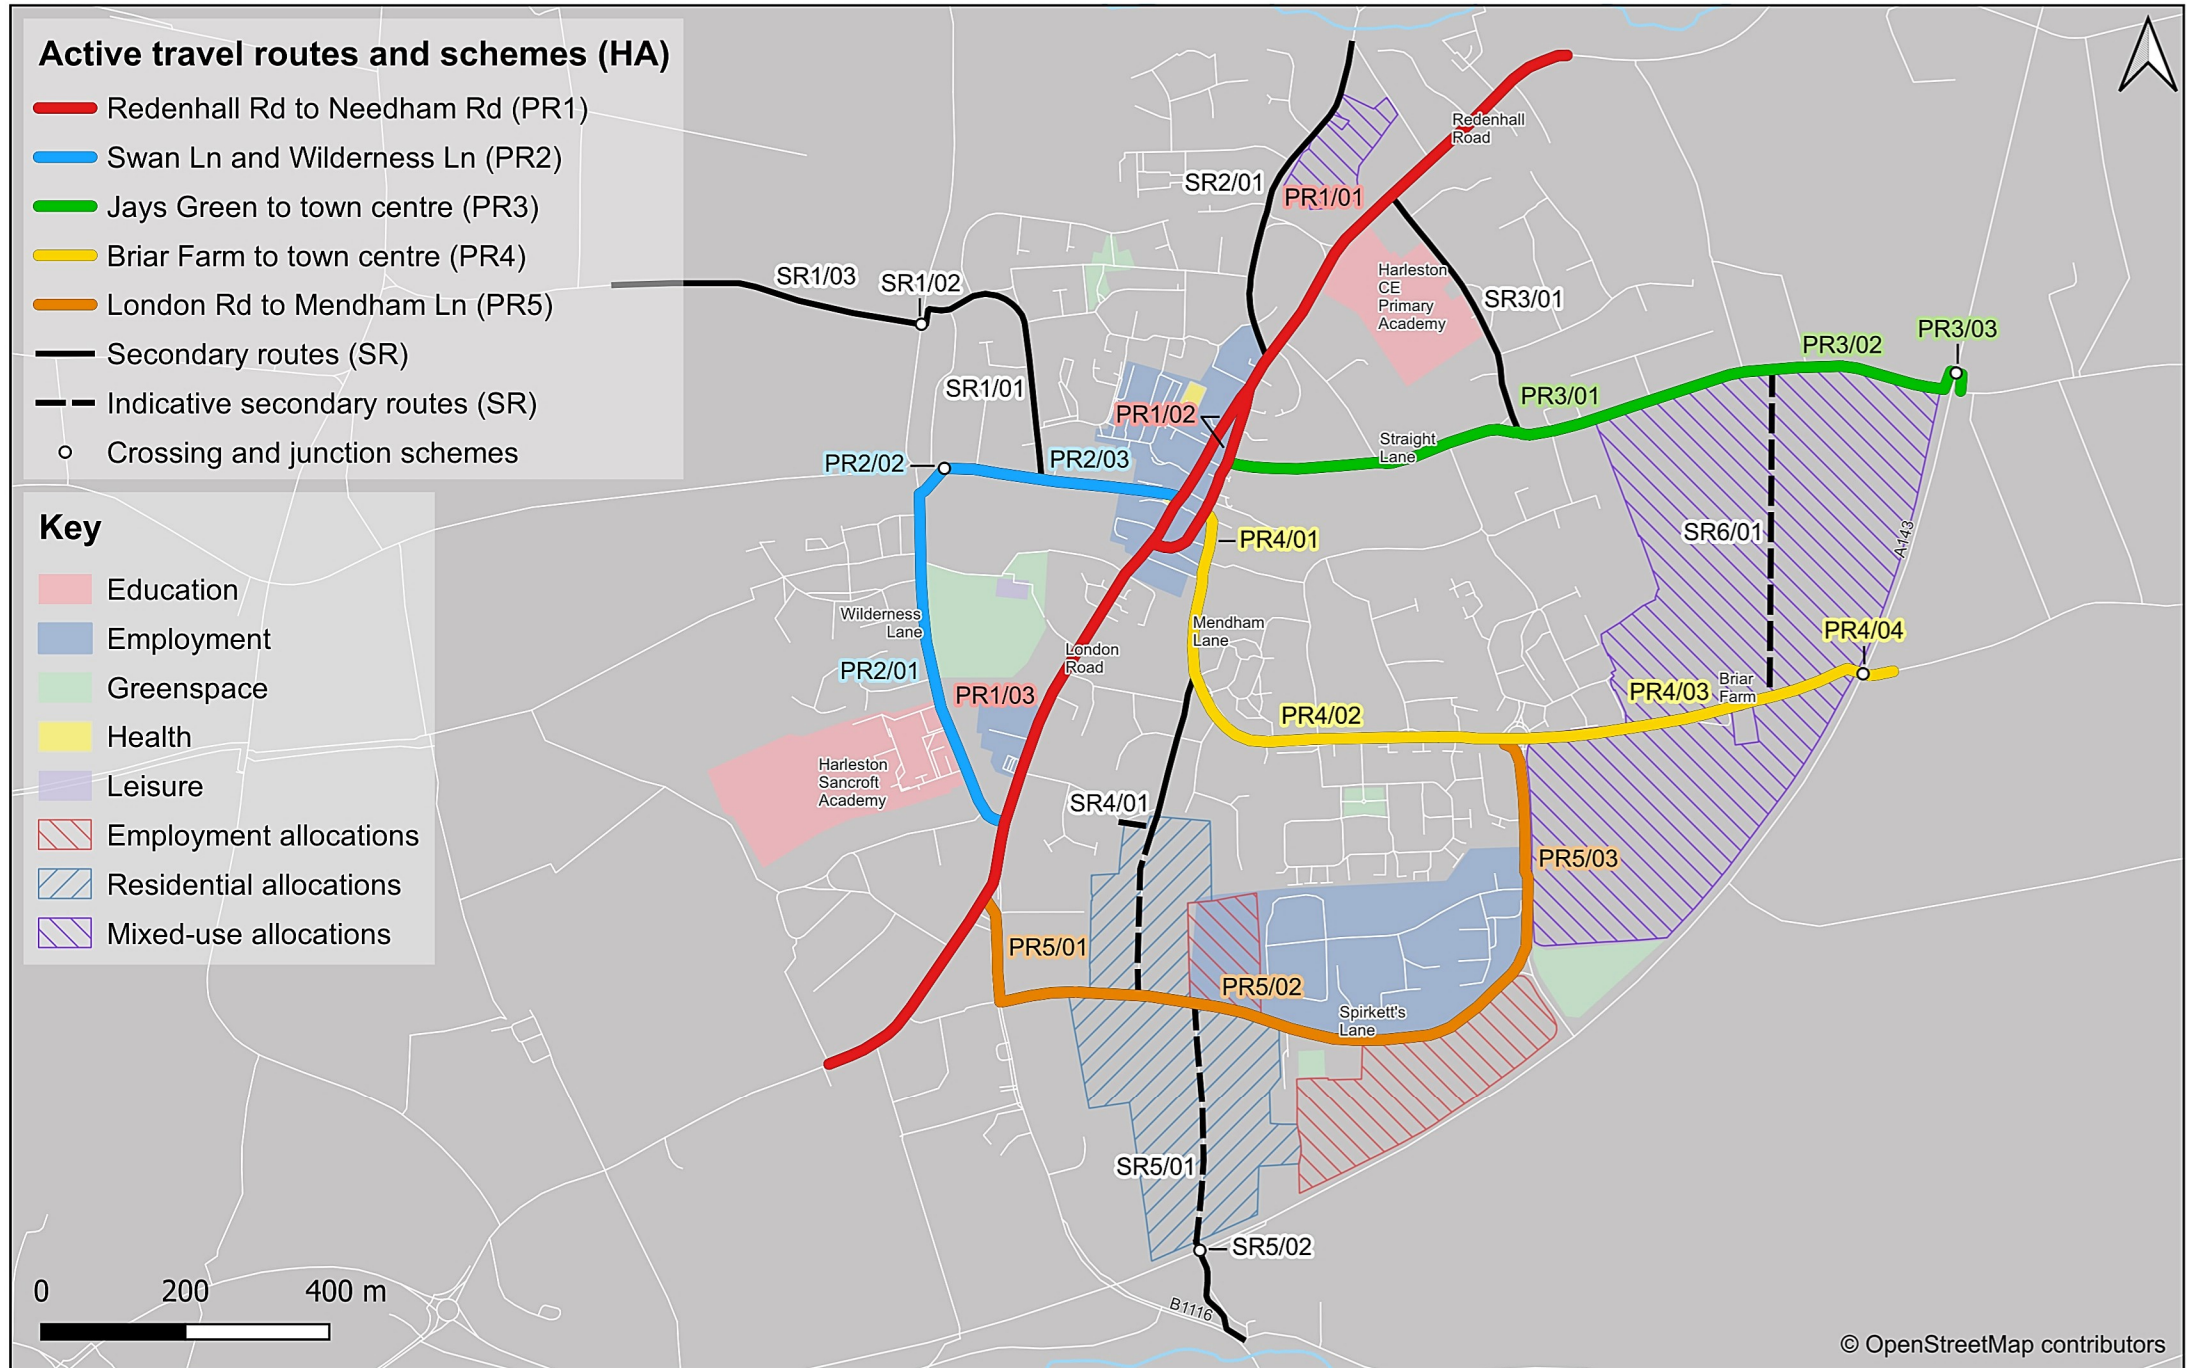 Active travel routes and schemes (HA)
Redenhall Rd to Needham Rd (PR1)
Swan Ln and Wilderness Ln (PR2)
Jays Green to town centre (PR3)
Briar Farm to town centre (PR4)
London Rd to Mendham Ln (PR5)
Secondary routes (SR)
Indicative secondary routes (SR)
Crossing and junction schemes
Key
Education
Employment
Greenspace
Health
Leisure
Employment allocations
Residential allocations
Mixed-use allocations
0 200 400 m
Redenhall
Road
SR2/01
PR1/01
SR1/03
SR1/02
Harleston
CE
Primary
Academy
SR3/01
PR3/03
PR3/02
SR1/01
PR3/01
PR1/02
Straight
Lane
PR2/02
PR2/03
SR6/01
A143
PR4/01
Wilderness
Lane
Mendham
Lane
PR4/04
London
Road
PR2/01
PR1/03
Briar
Farm
PR4/03
PR4/02
Harleston
Sancroft
Academy
SR4/01
PR5/03
PR5/01
PR5/02
Spirkett's
Lane
SR5/01
SR5/02
B1116
© OpenStreetMap contributors